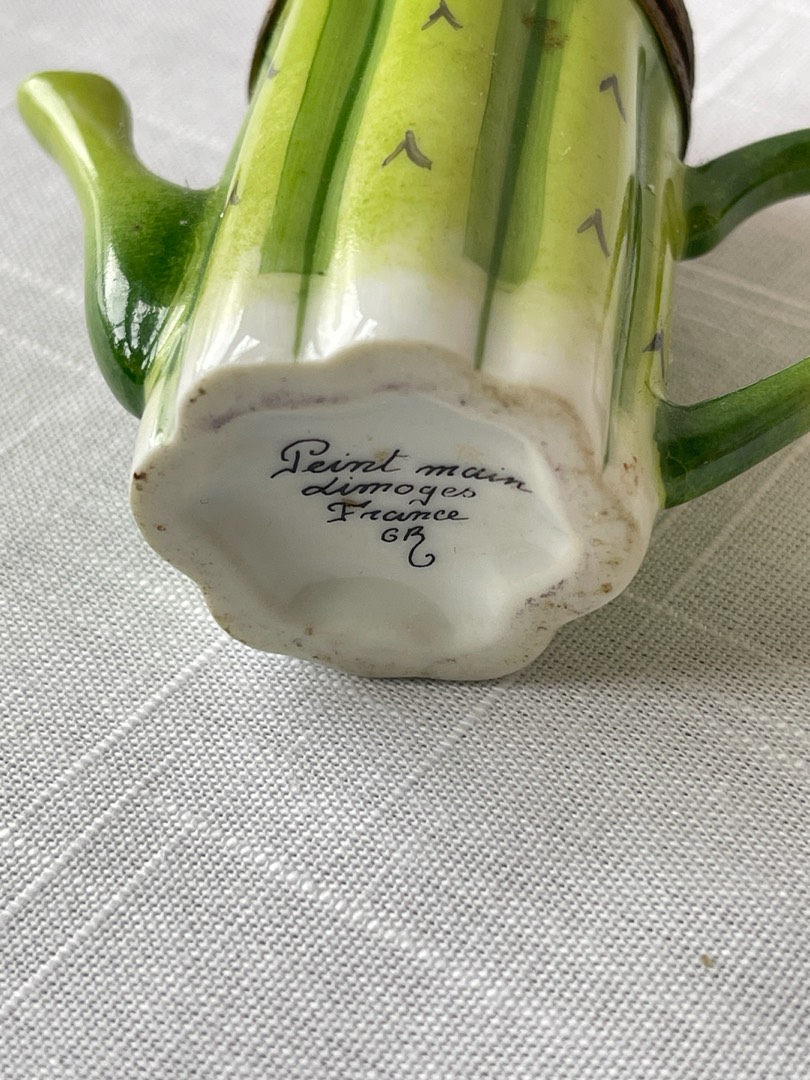 Peint main
Limoges
France
GR